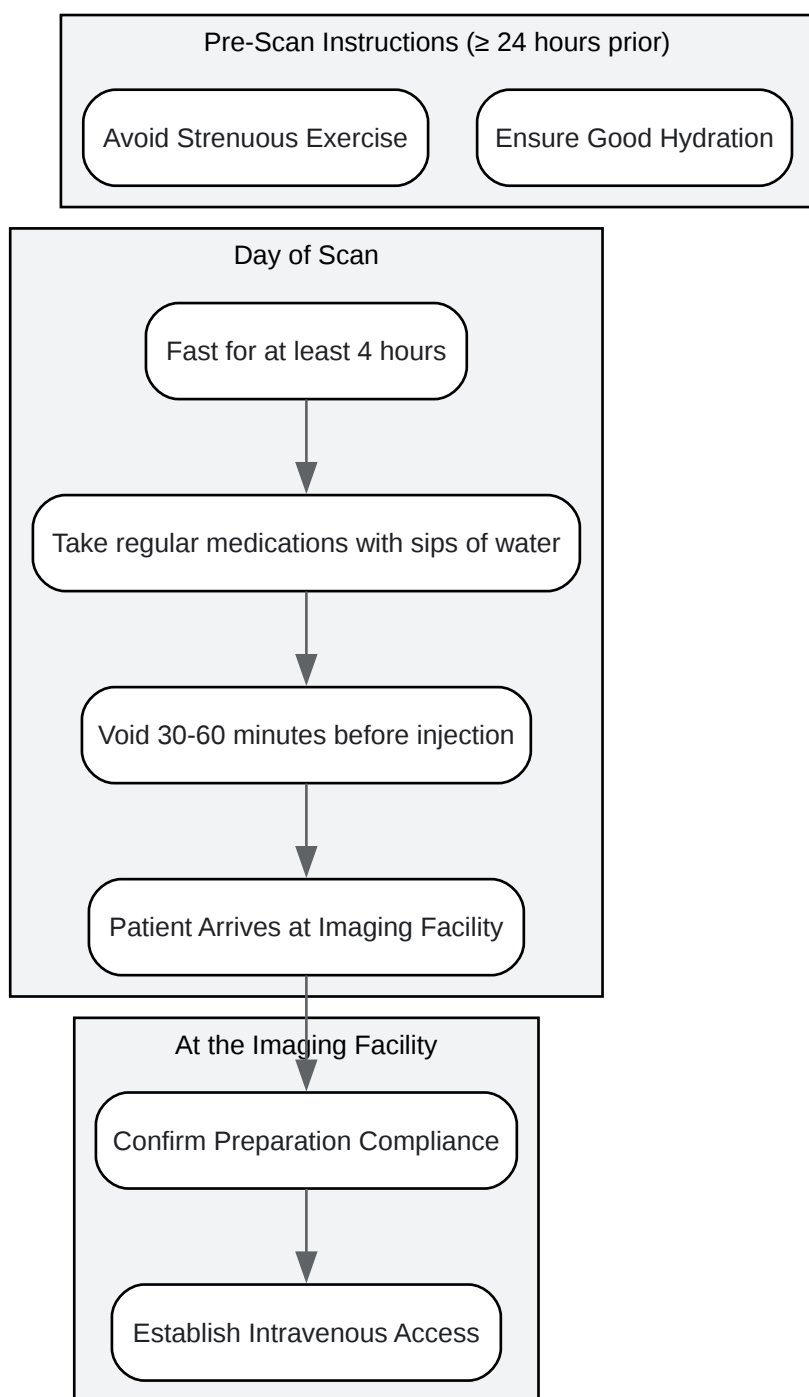 Pre-Scan Instructions (≥ 24 hours prior)
Avoid Strenuous Exercise
Ensure Good Hydration
Day of Scan
Fast for at least 4 hours
Take regular medications with sips of water
Void 30-60 minutes before injection
Patient Arrives at Imaging Facility
At the Imaging Facility
Confirm Preparation Compliance
Establish Intravenous Access